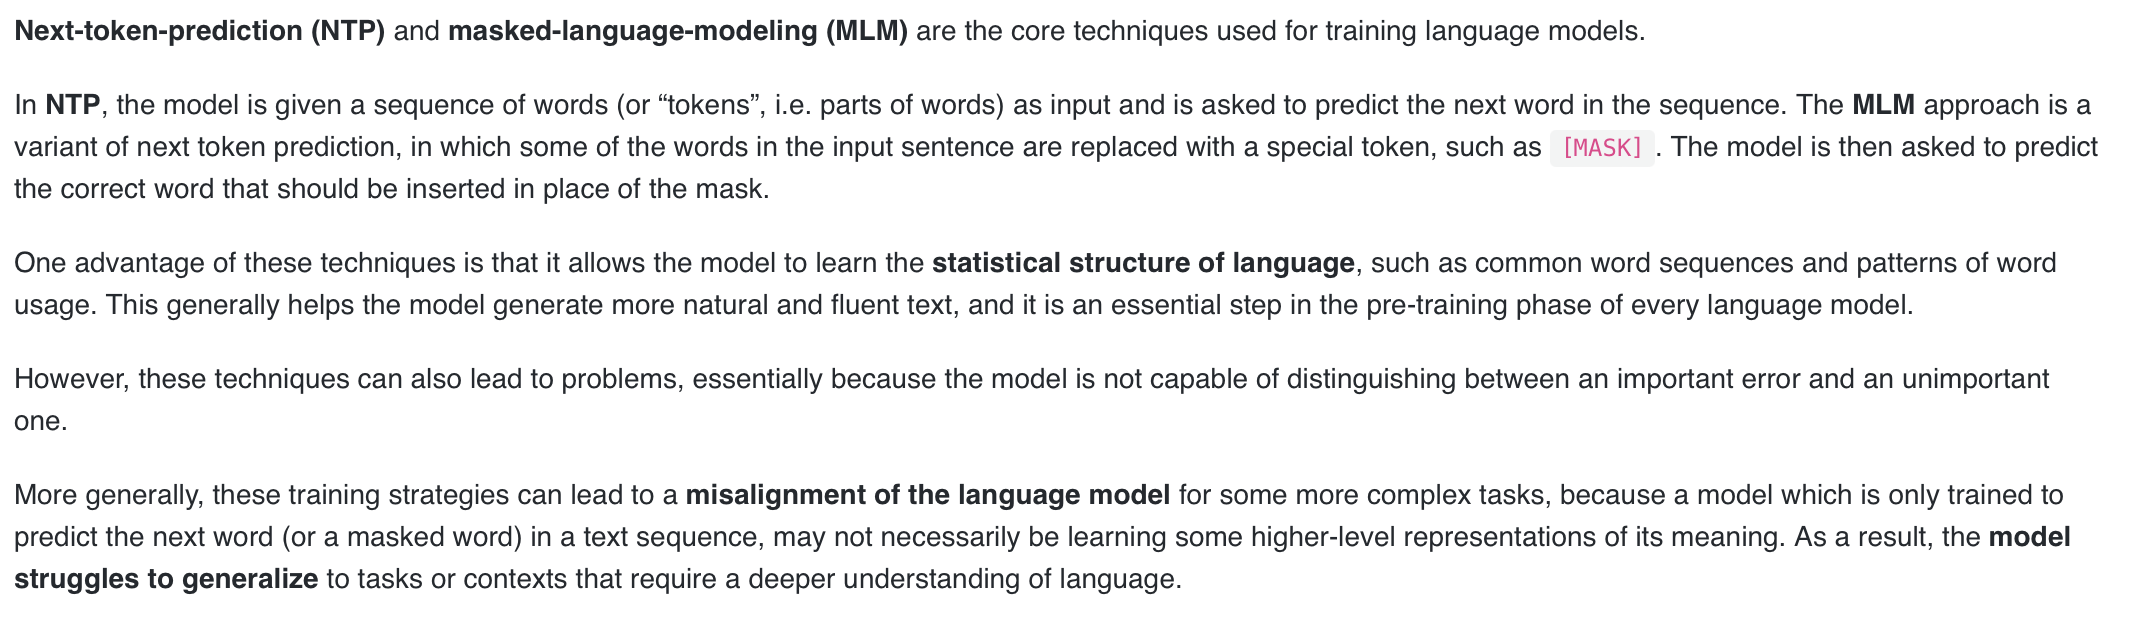 Next-token-prediction (NTP) and masked-language-modeling (MLM) are the core techniques used for training language models.
In NTP, the model is given a sequence of words (or “tokens”, i.e. parts of words) as input and is asked to predict the next word in the sequence. The MLM approach is a
variant of next token prediction, in which some of the words in the input sentence are replaced with a special token, such as [MASK] . The model is then asked to predict
the correct word that should be inserted in place of the mask.
One advantage of these techniques is that it allows the model to learn the statistical structure of language, such as common word sequences and patterns of word
usage. This generally helps the model generate more natural and fluent text, and it is an essential step in the pre-training phase of every language model.
However, these techniques can also lead to problems, essentially because the model is not capable of distinguishing between an important error and an unimportant
one.
More generally, these training strategies can lead to a misalignment of the language model for some more complex tasks, because a model which is only trained to
predict the next word (or a masked word) in a text sequence, may not necessarily be learning some higher-level representations of its meaning. As a result, the model
struggles to generalize to tasks or contexts that require a deeper understanding of language.